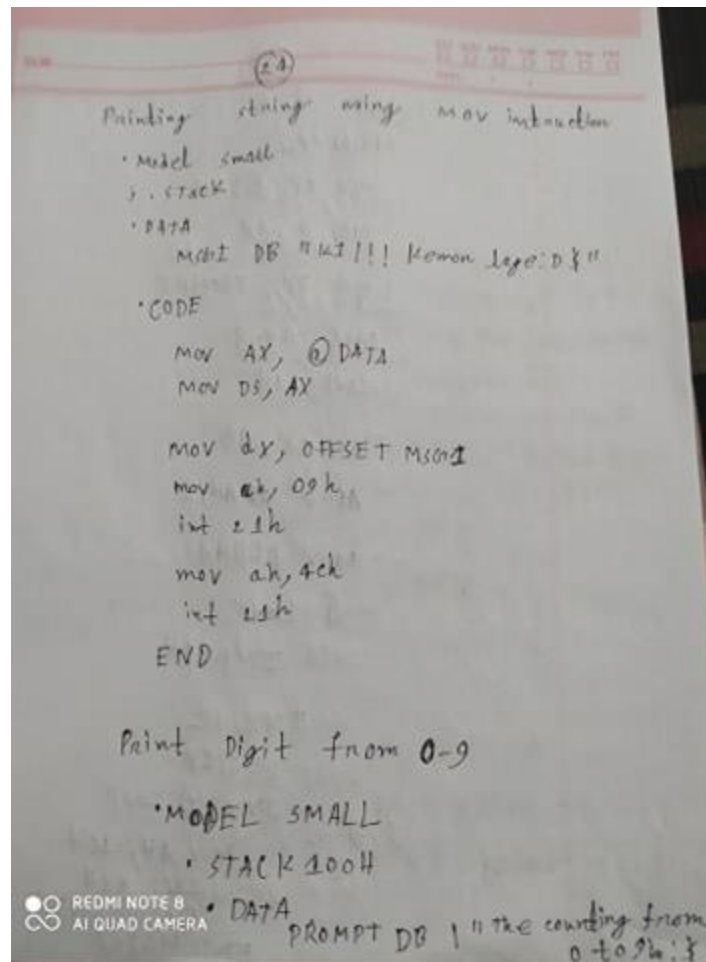 24
Printing string using mov intruction
.Model small
; .STACK
.DATA
MSG1 DB "KI!!! Kemon lage:D $"
.CODE
MOV AX, @DATA
MOV DS, AX
MOV dx, OFFSET MSG1
mov ah, 09h
int 21h
mov ah, 4ch
int 21h
END
Print Digit from 0-9
.MODEL SMALL
.STACK 100H
.DATA
PROMPT DB \ "The counting from
0 to 9 :$
REDMI NOTE 8
AI QUAD CAMERA